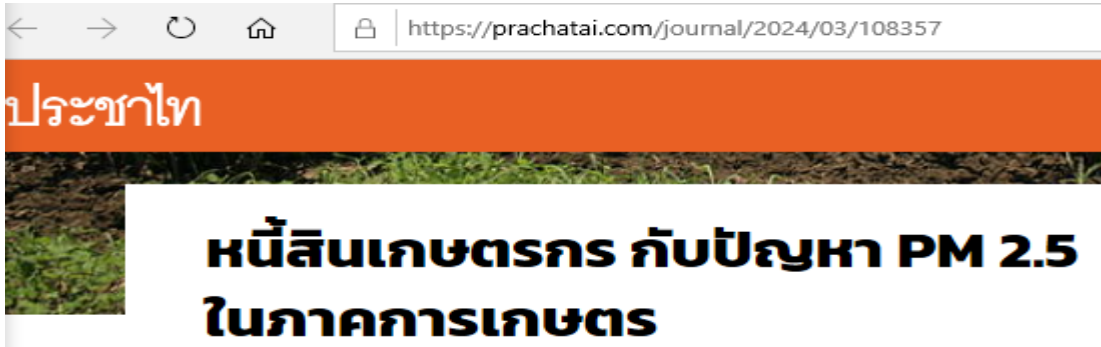 https://prachatai.com/journal/2024/03/108357
ประชาไท
หนี้สินเกษตรกร กับปัญหา PM 2.5
ในภาคการเกษตร